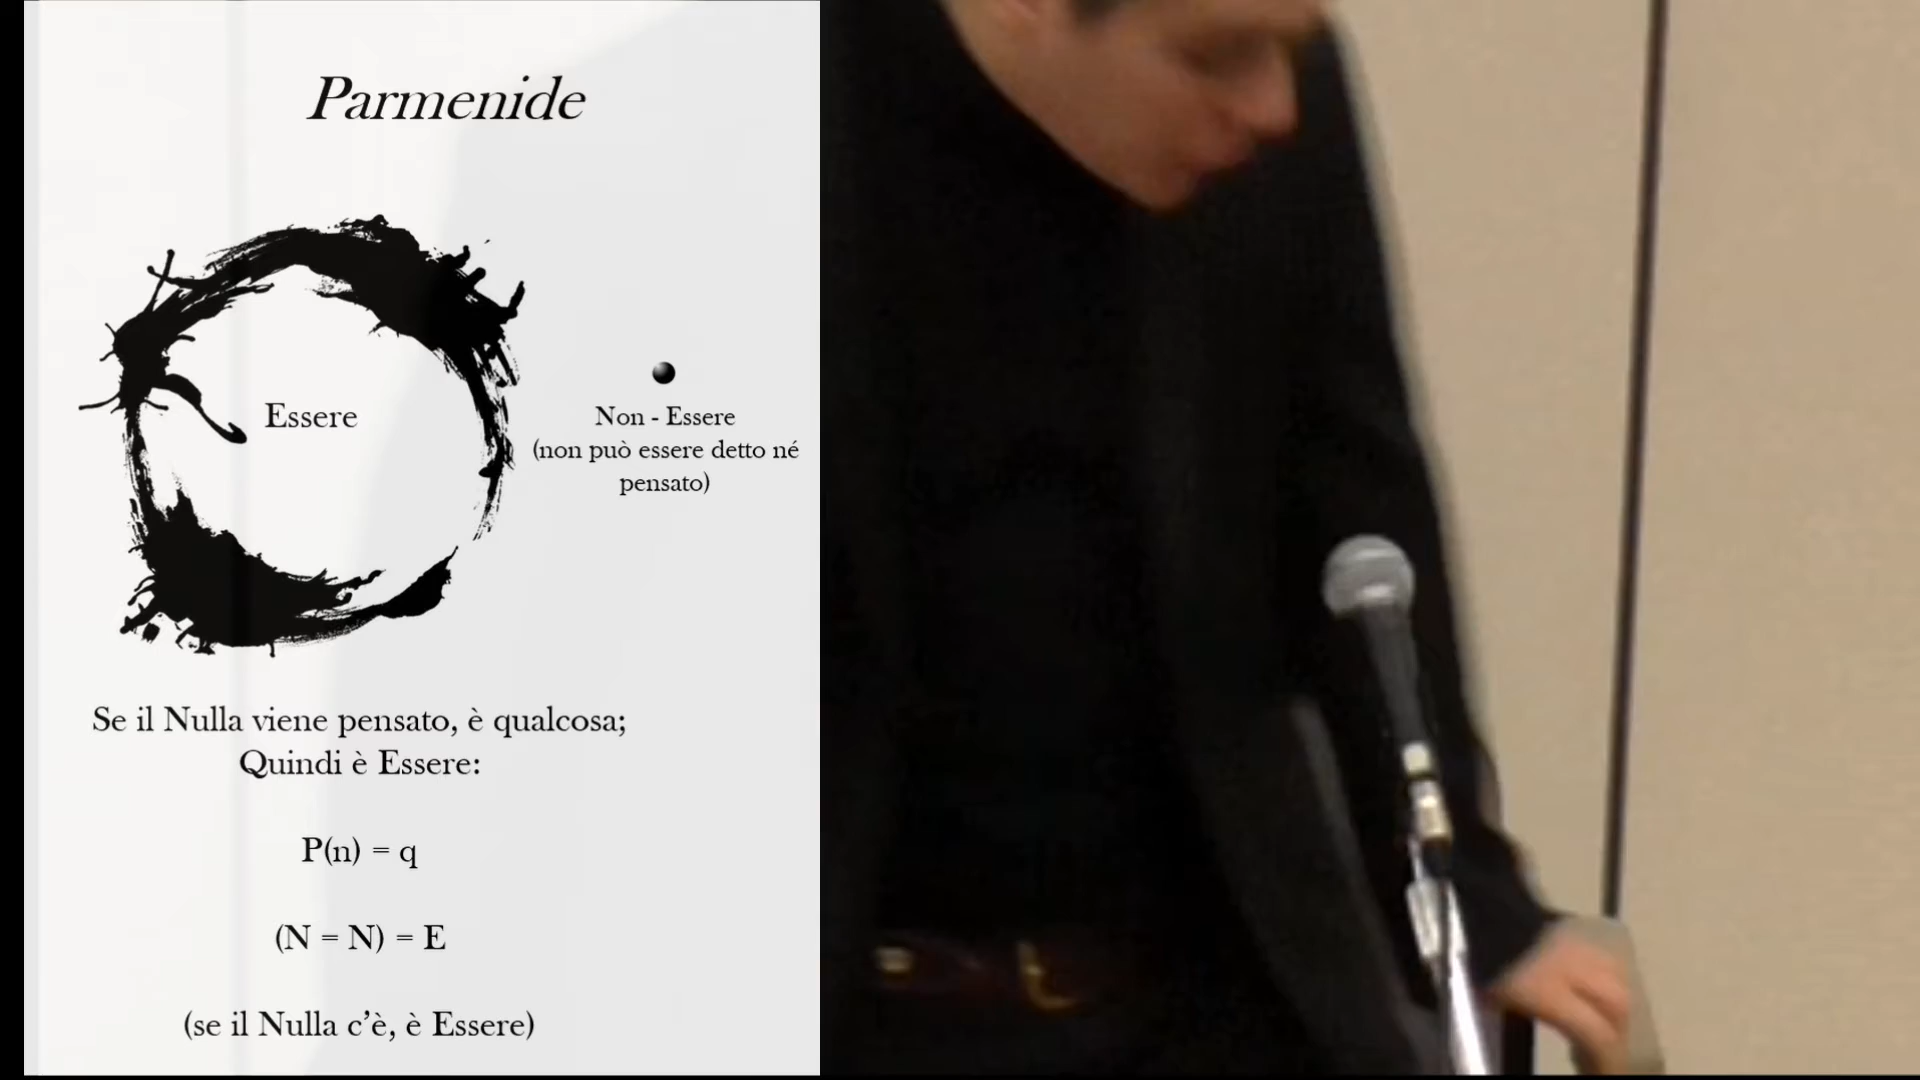 Parmenide
Essere
Non - Essere
(non può essere detto né
pensato)
Se il Nulla viene pensato, è qualcosa;
Quindi è Essere:
P(n) = q
(N = N) = E
(se il Nulla c'è, è Essere)